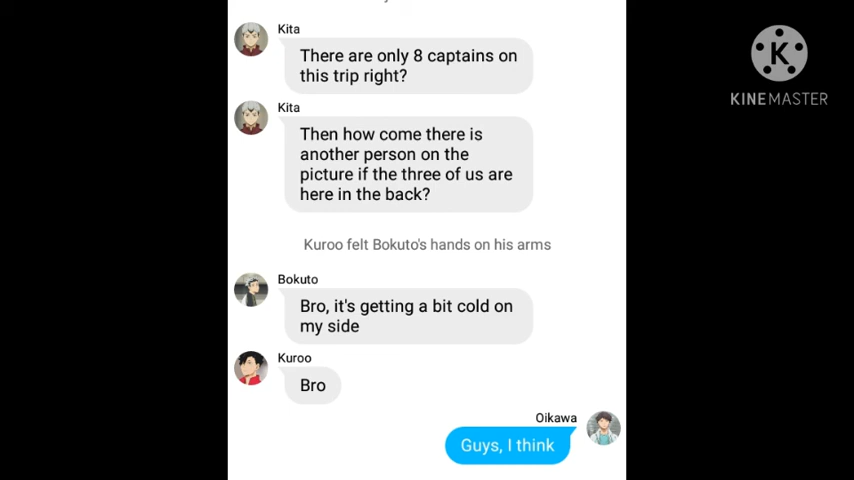 Kita
There are only 8 captains on
this trip right?
Kita
Then how come there is
another person on the
picture if the three of us are
here in the back?
Kuroo felt Bokuto's hands on his arms
Bokuto
Bro, it's getting a bit cold on
my side
Kuroo
Bro
Oikawa
Guys, I think
K
KINEMASTER